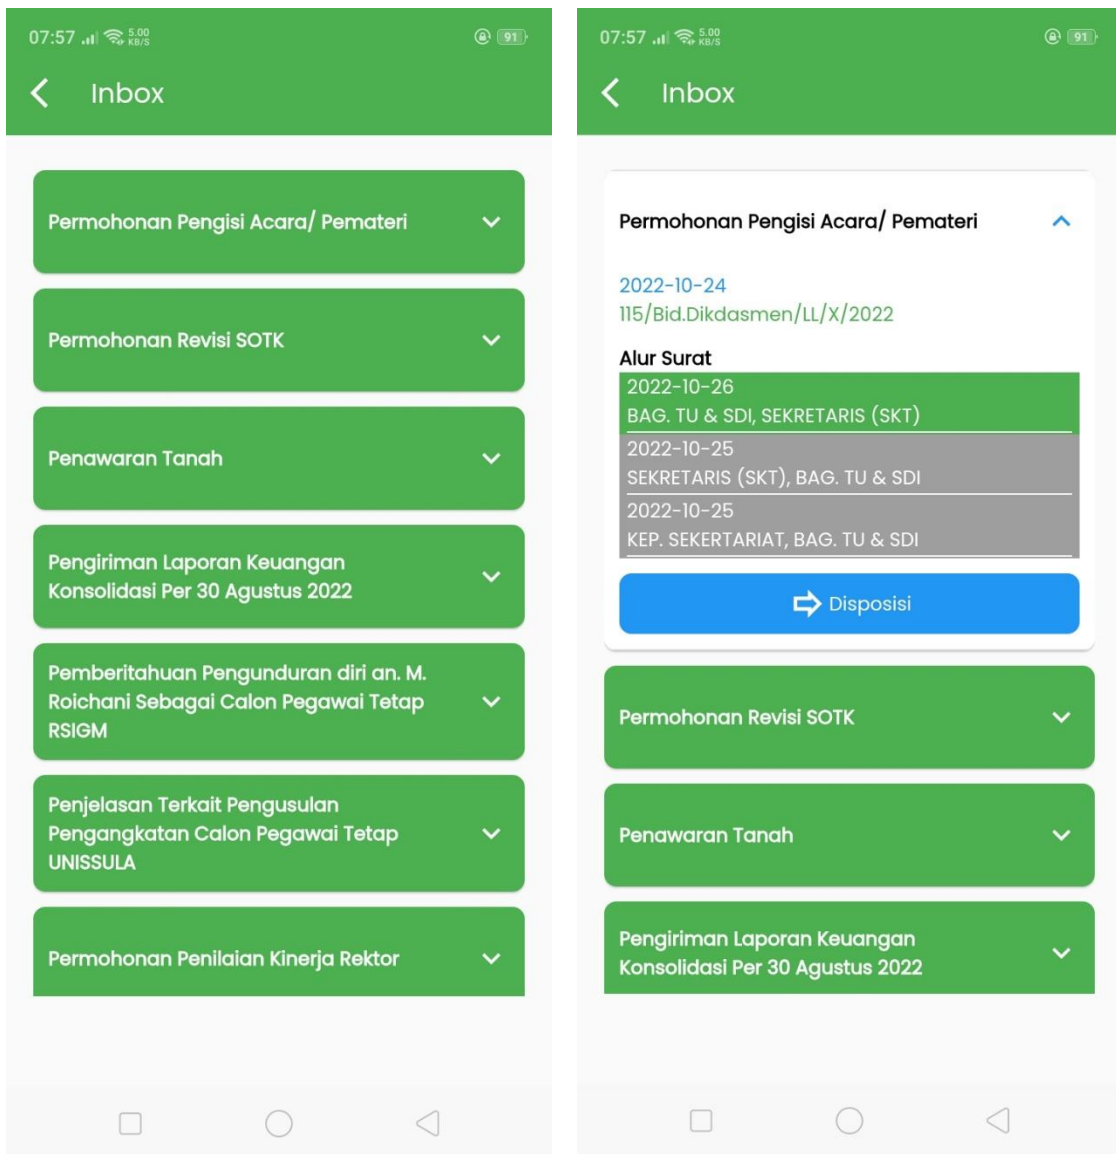 07:57 5.00 KB/S 91
Inbox
Permohonan Pengisi Acara/ Pemateri
Permohonan Revisi SOTK
Penawaran Tanah
Pengiriman Laporan Keuangan
Konsolidasi Per 30 Agustus 2022
Pemberitahuan Pengunduran diri an. M.
Roichani Sebagai Calon Pegawai Tetap
RSIGM
Penjelasan Terkait Pengusulan
Pengangkatan Calon Pegawai Tetap
UNISSULA
Permohonan Penilaian Kinerja Rektor
07:57 5.00 KB/S 91
Inbox
Permohonan Pengisi Acara/ Pemateri
2022-10-24
115/Bid.Dikdasmen/LL/X/2022
Alur Surat
2022-10-26
BAG. TU & SDI, SEKRETARIS (SKT)
2022-10-25
SEKRETARIS (SKT), BAG. TU & SDI
2022-10-25
KEP. SEKERTARIAT, BAG. TU & SDI
Disposisi
Permohonan Revisi SOTK
Penawaran Tanah
Pengiriman Laporan Keuangan
Konsolidasi Per 30 Agustus 2022